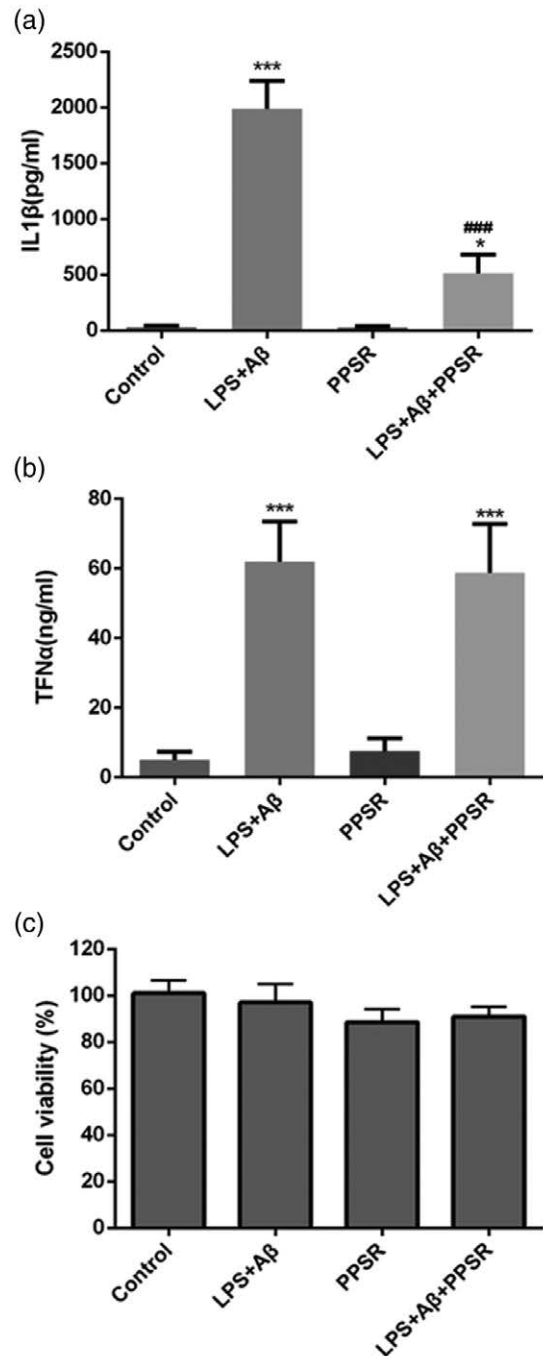 (a)
IL1β(pg/ml)
2500
2000
1500
1000
500
0
***
###
*
Control
LPS+Aβ
PPSR
LPS+Aβ+PPSR
(b)
TFNα(ng/ml)
80
60
40
20
0
***
***
Control
LPS+Aβ
PPSR
LPS+Aβ+PPSR
(c)
Cell viability (%)
120
100
80
60
40
20
0
Control
LPS+Aβ
PPSR
LPS+Aβ+PPSR